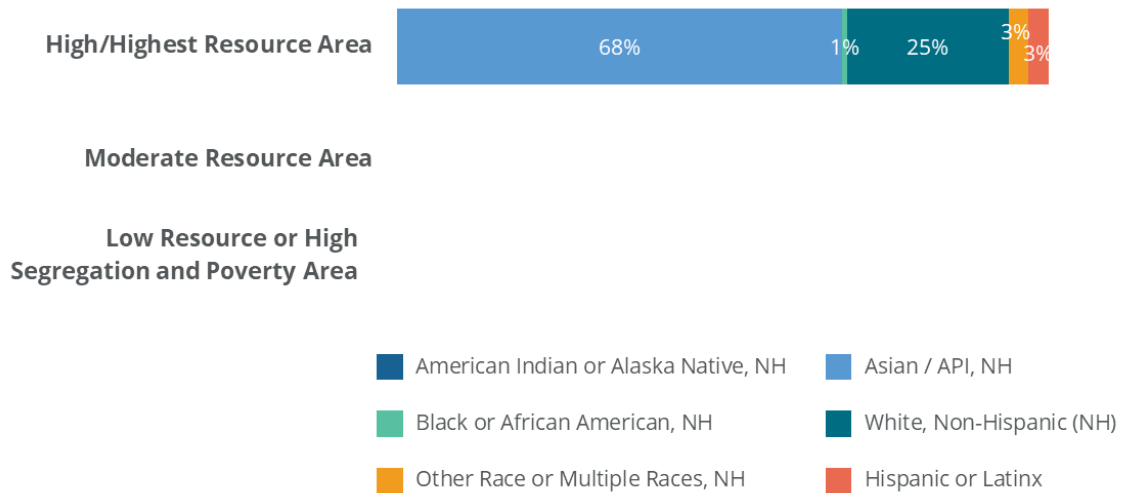 High/Highest Resource Area
68%
1%
25%
3%
3%
Moderate Resource Area
Low Resource or High
Segregation and Poverty Area
American Indian or Alaska Native, NH
Asian / API, NH
Black or African American, NH
White, Non-Hispanic (NH)
Other Race or Multiple Races, NH
Hispanic or Latinx